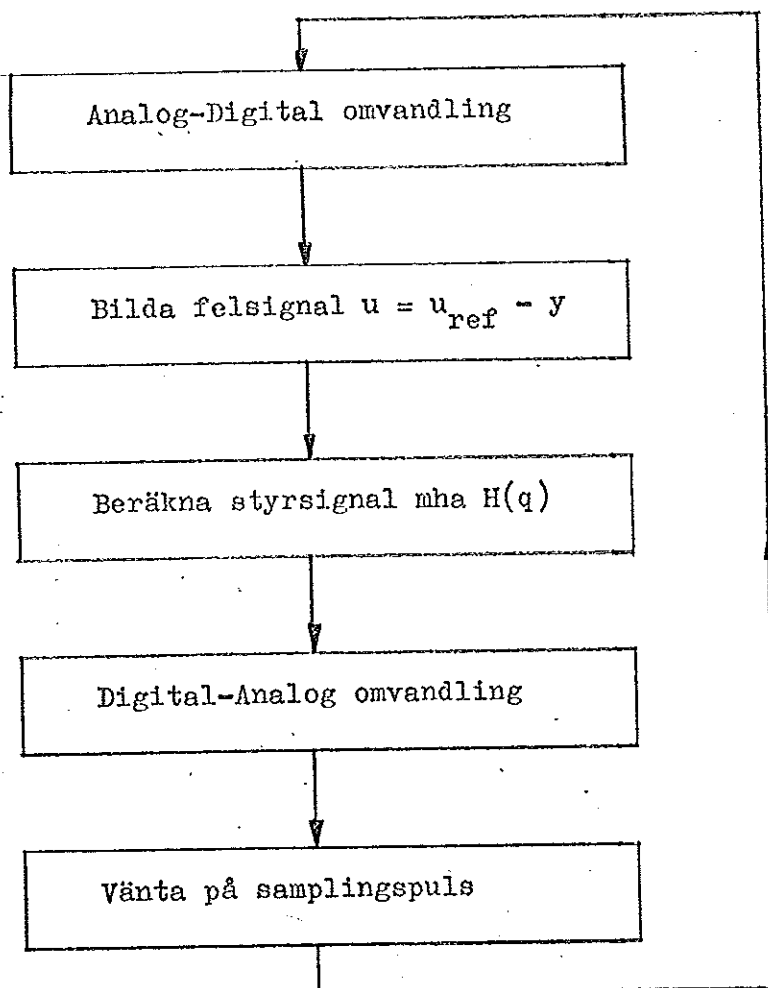 Analog-Digital omvandling
Bilda felsignal u = u_ref - y
Beräkna styrsignal mha H(q)
Digital-Analog omvandling
Vänta på samplingspuls